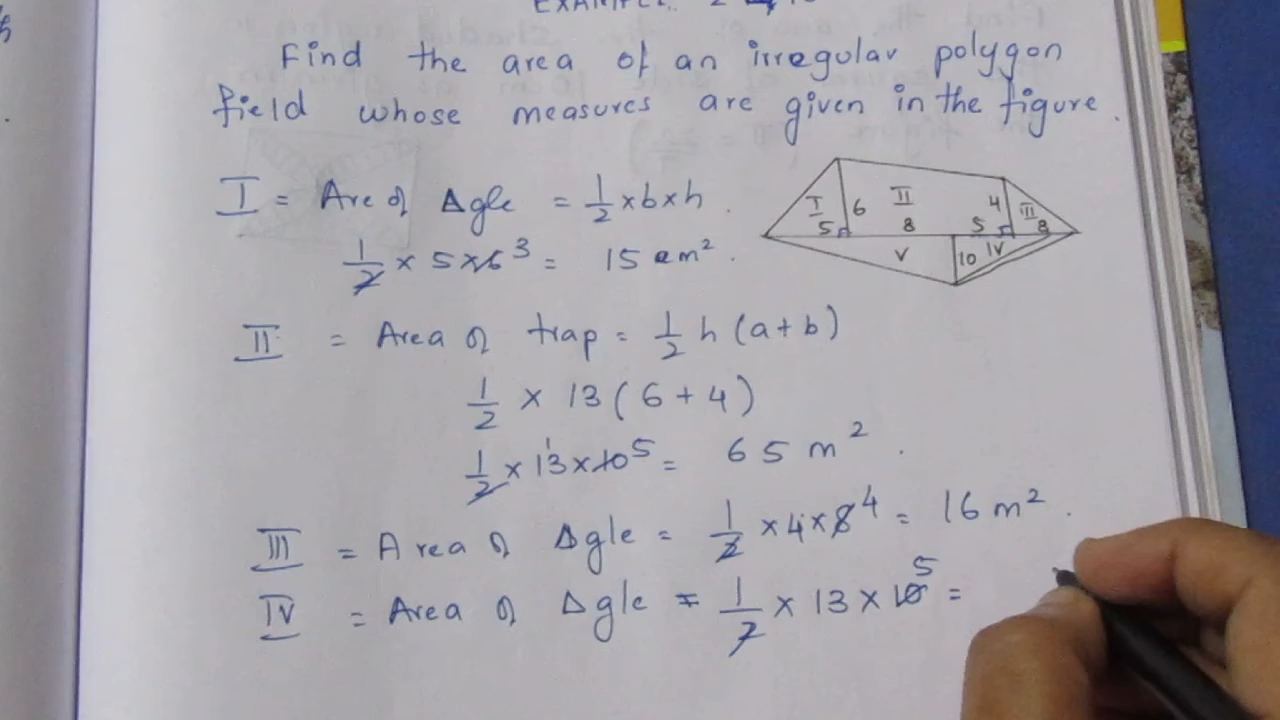 Find the area of an irregular polygon
field whose measures are given in the figure.
I = Are of Δgle = 1/2 × b × h.
1/2 × 5 × 6 3 = 15 cm².
I 5 6 II 8 4 5 III 8
V 10 IV
II = Area of trap = 1/2 h (a + b)
1/2 × 13 (6 + 4)
1/2 × 13 × 10 5 = 65 m².
III = Area of Δgle = 1/2 × 4 × 8 4 = 16 m².
IV = Area of Δgle = 1/2 × 13 × 10 5 =